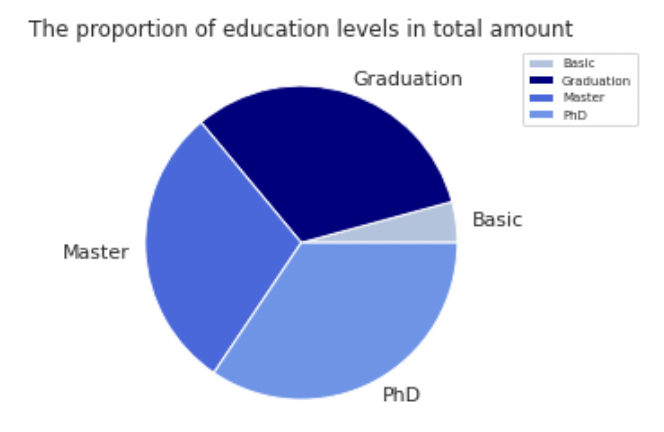 The proportion of education levels in total amount
Basic
Graduation
Master
PhD
Graduation
Basic
Master
PhD